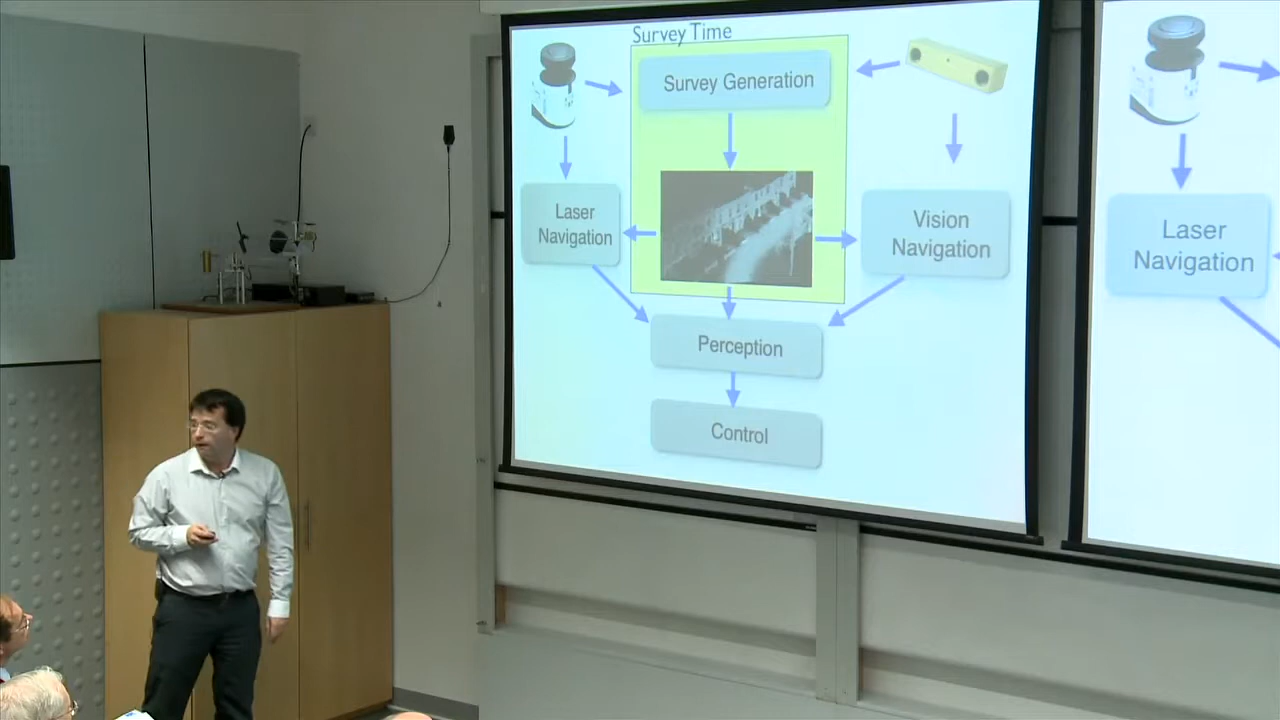 Survey Time
Survey Generation
Laser
Navigation
Vision
Navigation
Perception
Control
Laser
Navigation